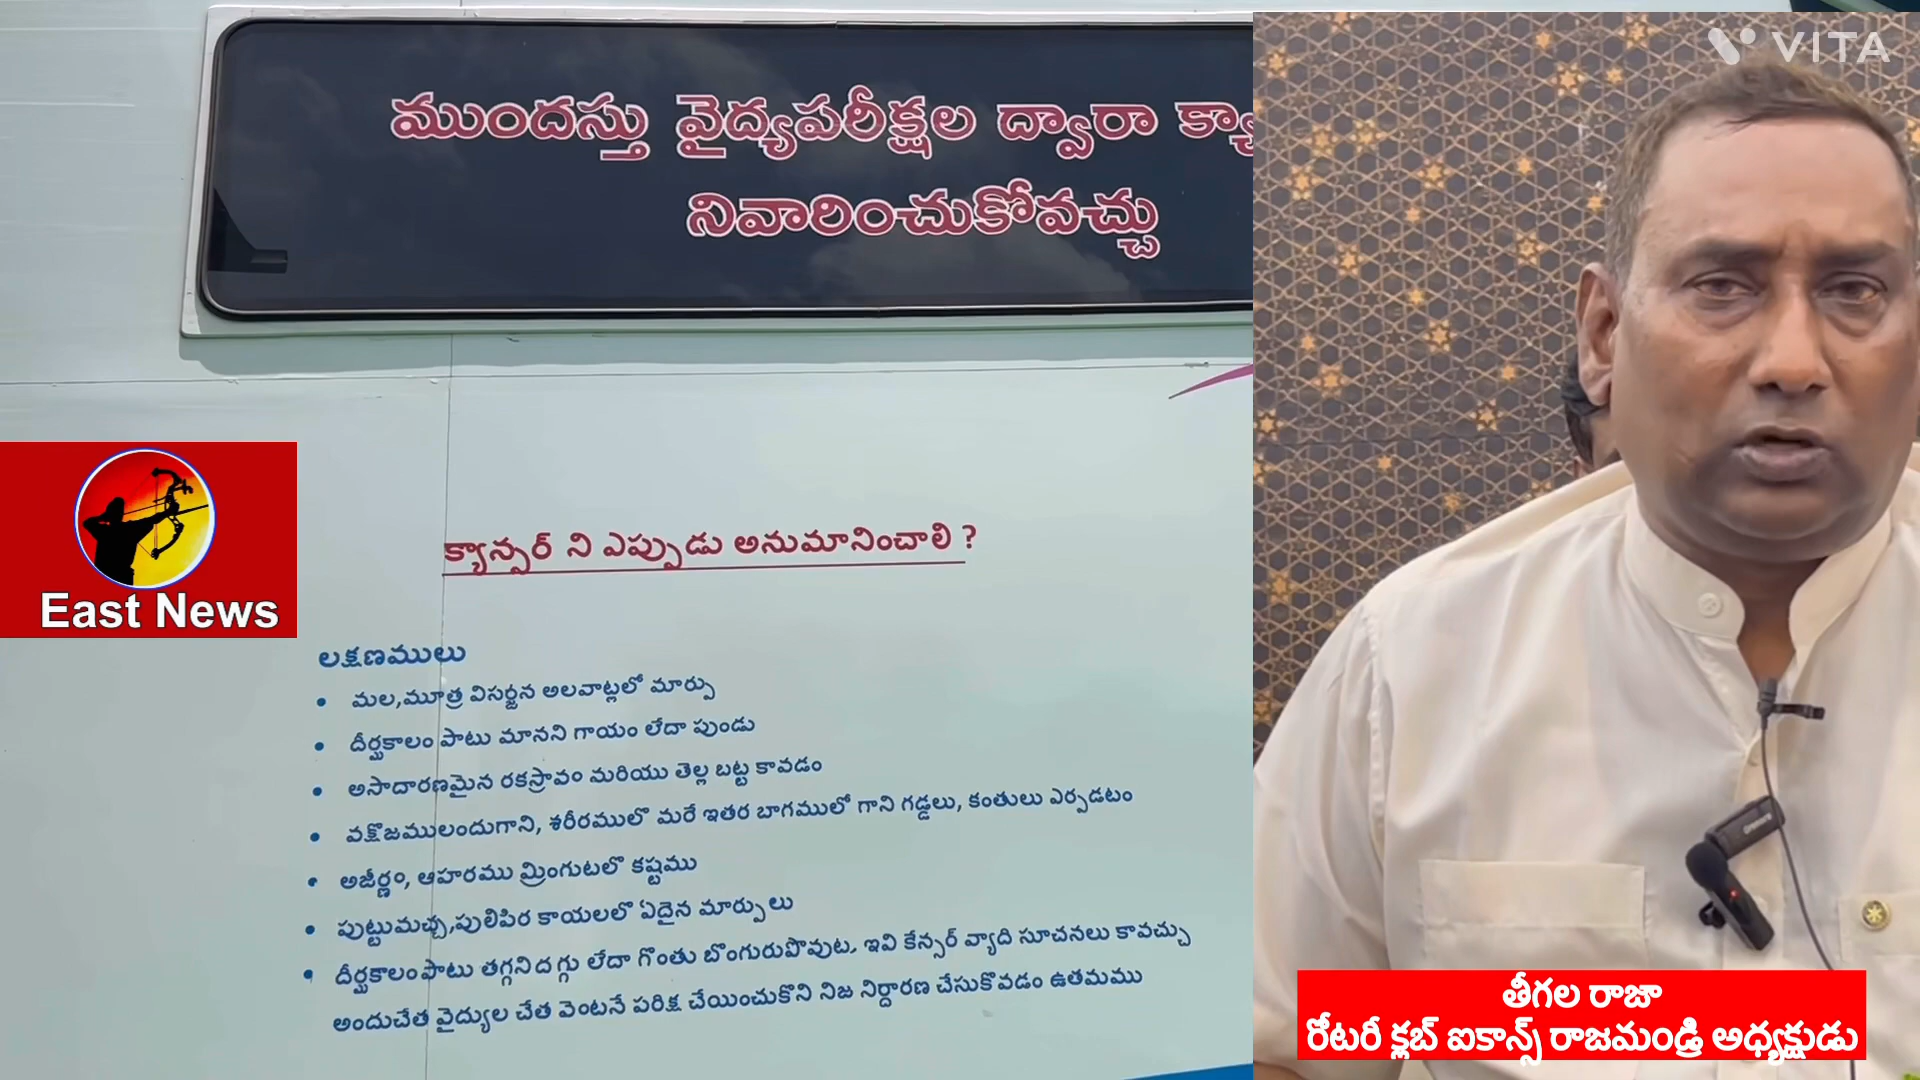 ముందస్తు వైద్యపరీక్షల ద్వారా
నివారించుకోవచ్చు
VITA
క్యాన్సర్ ని ఎప్పుడు అనుమానించాలి ?
East News
లక్షణములు
• మల,మూత్ర విసర్జన అలవాట్లలో మార్పు
• దీర్ఘకాలం పాటు మానని గాయం లేదా పుండు
• అసాదారణమైన రకస్రావం మరియు తెల్ల బట్ట కావడం
• వక్షొజములందుగాని, శరీరములొ మరే ఇతర బాగములో గాని గడ్డలు, కంతులు ఎర్పడటం
• అజీర్ణం, ఆహారము మ్రింగుటలొ కష్టము
• పుట్టుమచ్చ,పులిపిర కాయలలొ ఏదైన మార్పులు
• దీర్ఘకాలంపాటు తగ్గనిదగ్గు లేదా గొంతు బొంగురుపొవుట. ఇవి కేన్సర్ వ్యాది సూచనలు కావచ్చు
అందుచేత వైద్యుల చేత వెంటనే పరిక్ష చేయించుకొని నిజ నిర్దారణ చేసుకొవడం ఉతమము
తీగల రాజా
రోటరీ క్లబ్ ఐకాన్స్ రాజమండ్రి అధ్యక్షుడు